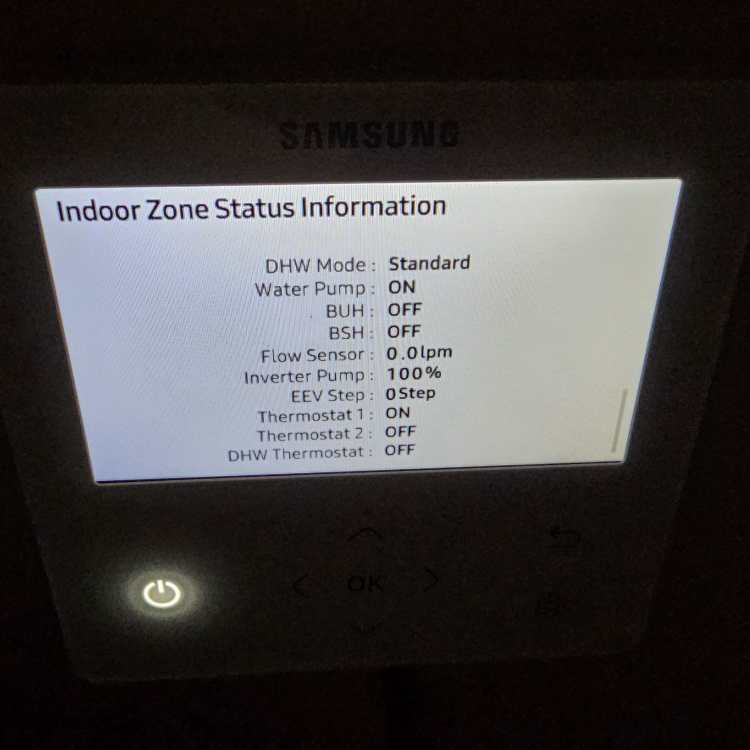 SAMSUNG
Indoor Zone Status Information
DHW Mode : Standard
Water Pump : ON
BUH : OFF
BSH : OFF
Flow Sensor : 0.0lpm
Inverter Pump : 100%
EEV Step : 0Step
Thermostat 1 : ON
Thermostat 2 : OFF
DHW Thermostat : OFF
OK